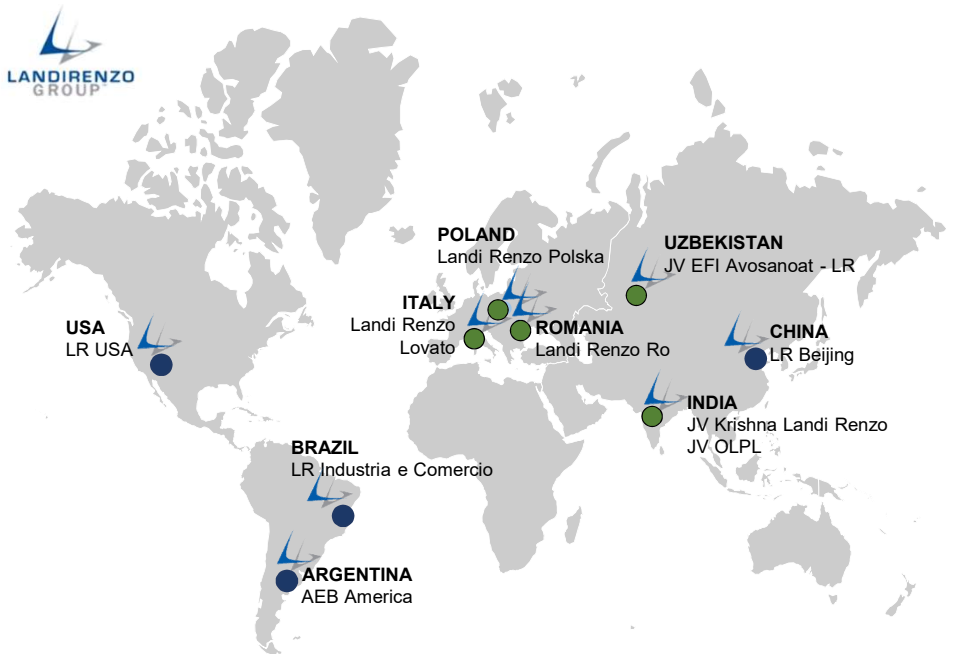 LANDIRENZO
GROUP
POLAND
Landi Renzo Polska
UZBEKISTAN
JV EFI Avosanoat - LR
ITALY
Landi Renzo
Lovato
ROMANIA
Landi Renzo Ro
USA
LR USA
CHINA
LR Beijing
INDIA
JV Krishna Landi Renzo
JV OLPL
BRAZIL
LR Industria e Comercio
ARGENTINA
AEB America